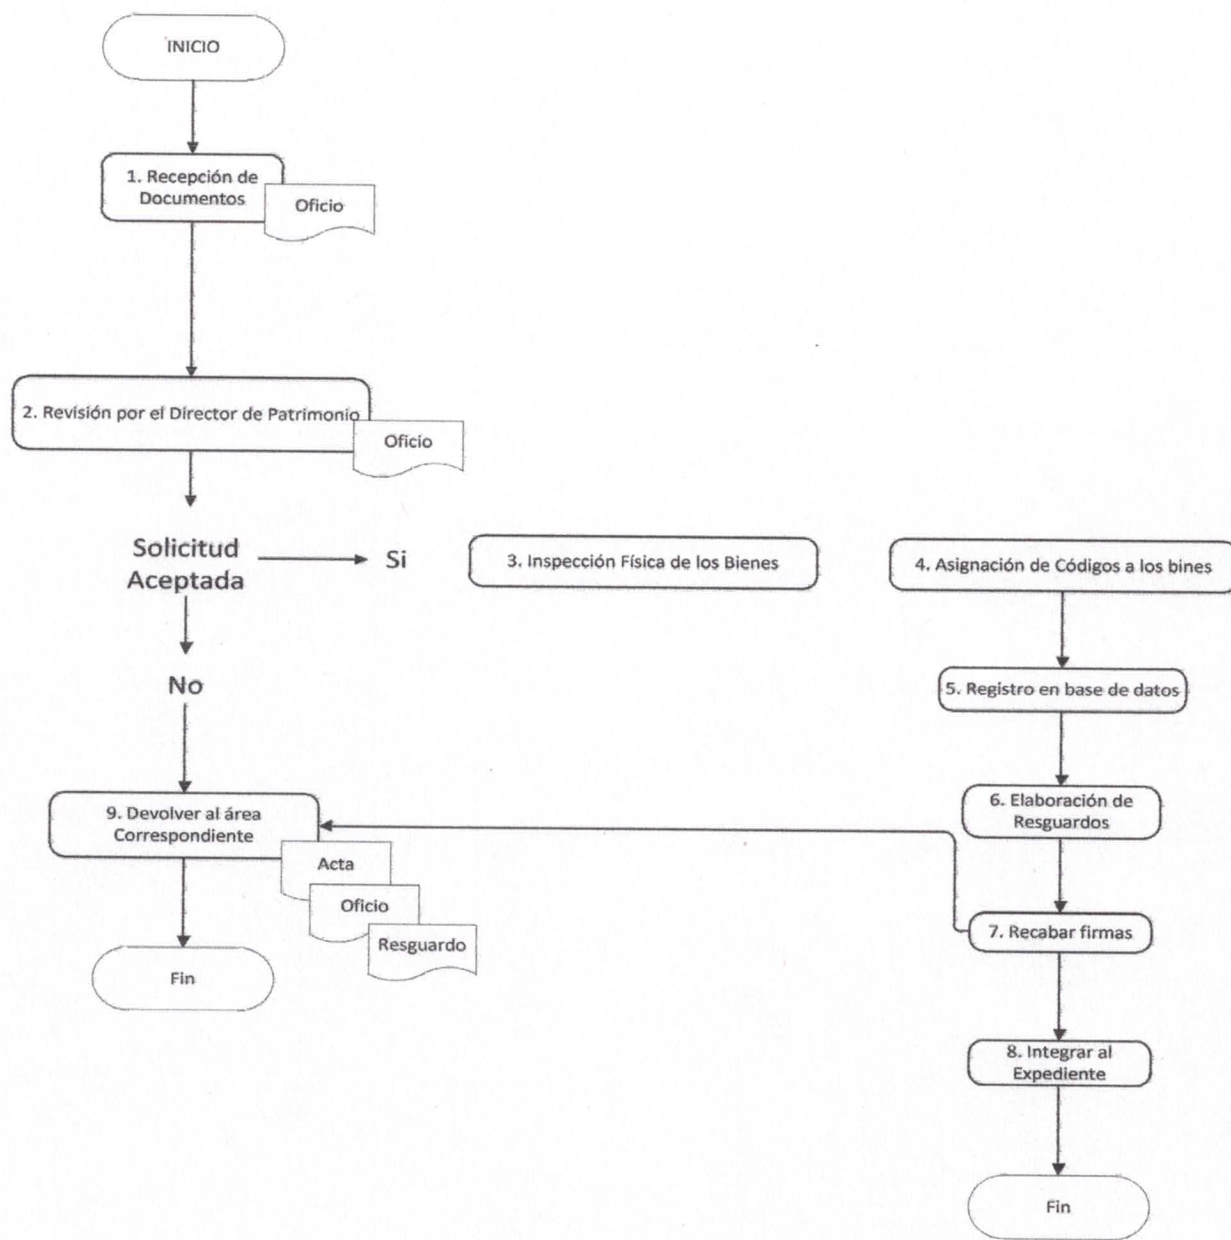 INICIO
1. Recepción de
Documentos
Oficio
2. Revisión por el Director de Patrimonio
Oficio
Solicitud
Aceptada
Si
3. Inspección Física de los Bienes
4. Asignación de Códigos a los bines
No
5. Registro en base de datos
6. Elaboración de
Resguardos
9. Devolver al área
Correspondiente
Acta
Oficio
Resguardo
7. Recabar firmas
Fin
8. Integrar al
Expediente
Fin